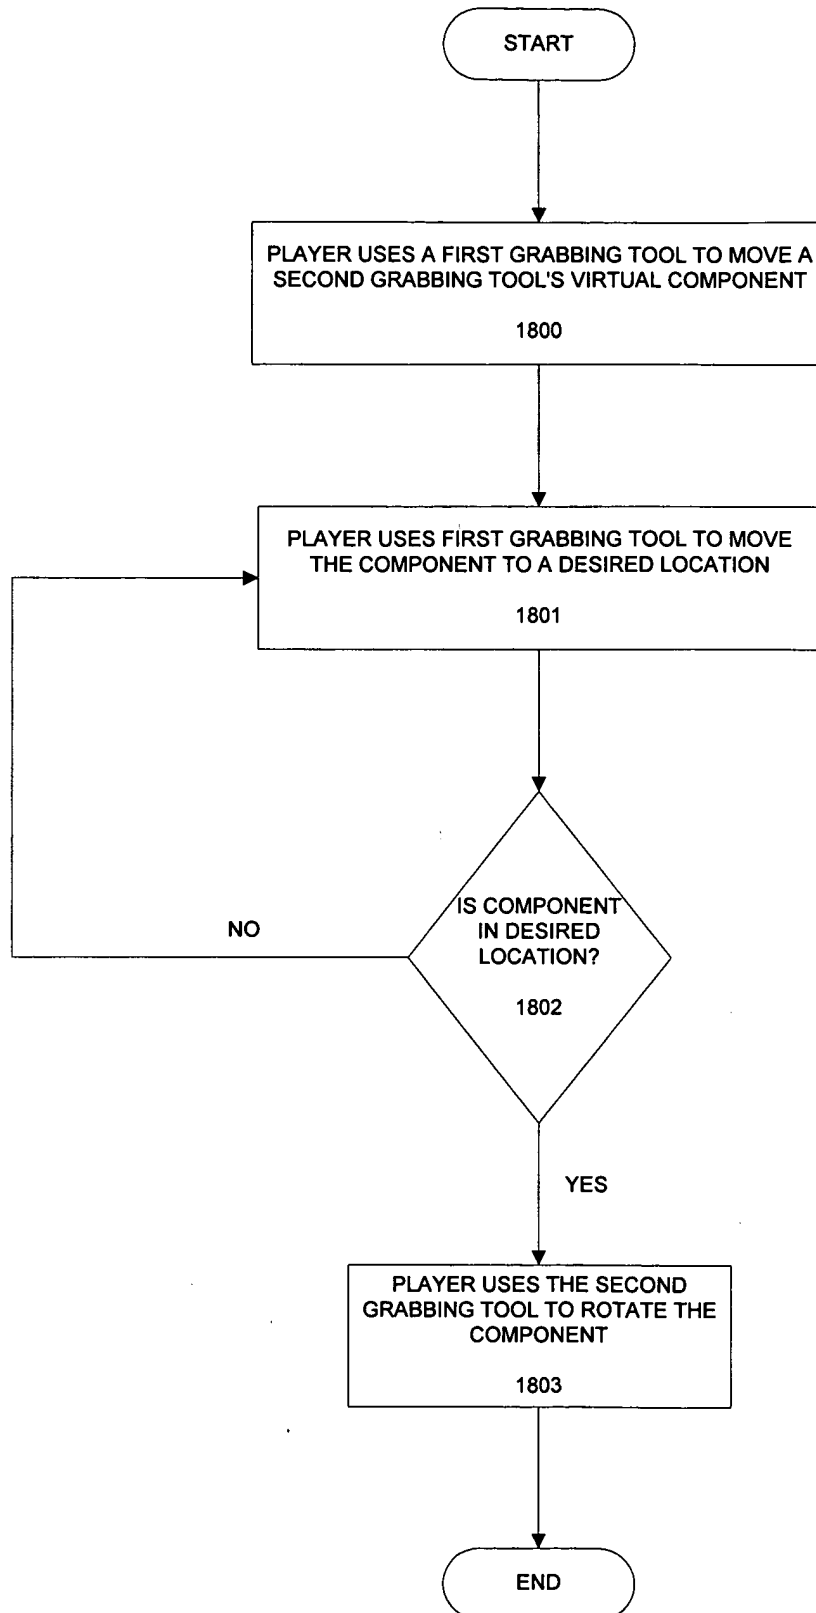 START
PLAYER USES A FIRST GRABBING TOOL TO MOVE A
SECOND GRABBING TOOL'S VIRTUAL COMPONENT
1800
PLAYER USES FIRST GRABBING TOOL TO MOVE
THE COMPONENT TO A DESIRED LOCATION
1801
IS COMPONENT
IN DESIRED
LOCATION?
1802
NO
YES
PLAYER USES THE SECOND
GRABBING TOOL TO ROTATE THE
COMPONENT
1803
END